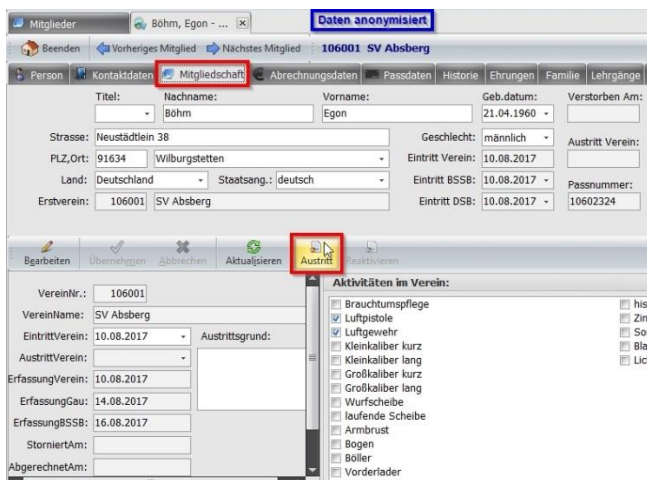 Mitglieder Böhm, Egon - ... Daten anonymisiert
Beenden Vorheriges Mitglied Nächstes Mitglied 106001 SV Absberg
Person Kontaktdaten Mitgliedschaft Abrechnungsdaten Passdaten Historie Ehrungen Familie Lehrgänge
Titel: Nachname: Vorname: Geb.datum: Verstorben Am:
Böhm Egon 21.04.1960
Strasse: Neustädtlein 38 Geschlecht: männlich Austritt Verein:
PLZ,Ort: 91634 Wilburgstetten Eintritt Verein: 10.08.2017
Land: Deutschland Staatsang.: deutsch Eintritt BSSB: 10.08.2017 Passnummer:
Erstverein: 106001 SV Absberg Eintritt DSB: 10.08.2017 10602324
Bearbeiten Übernehmen Abbrechen Aktualisieren Austritt Reaktivieren
Aktivitäten im Verein:
VereinNr.: 106001
VereinName: SV Absberg
EintrittVerein: 10.08.2017 Austrittsgrund:
AustrittVerein:
ErfassungVerein: 10.08.2017
ErfassungGau: 14.08.2017
ErfassungBSSB: 16.08.2017
StorniertAm:
AbgerechnetAm:
Brauchtumspflege his
Luftpistole Zin
Luftgewehr So
Kleinkaliber kurz Bla
Kleinkaliber lang Lic
Großkaliber kurz
Großkaliber lang
Wurfscheibe
laufende Scheibe
Armbrust
Bogen
Böller
Vorderlader